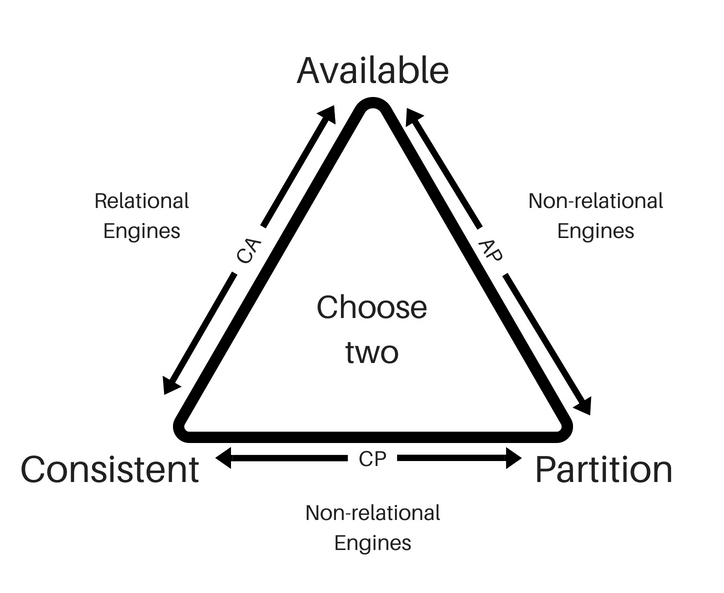 Available
Relational
Engines
Non-relational
Engines
CA
AP
Choose
two
Consistent
CP
Partition
Non-relational
Engines